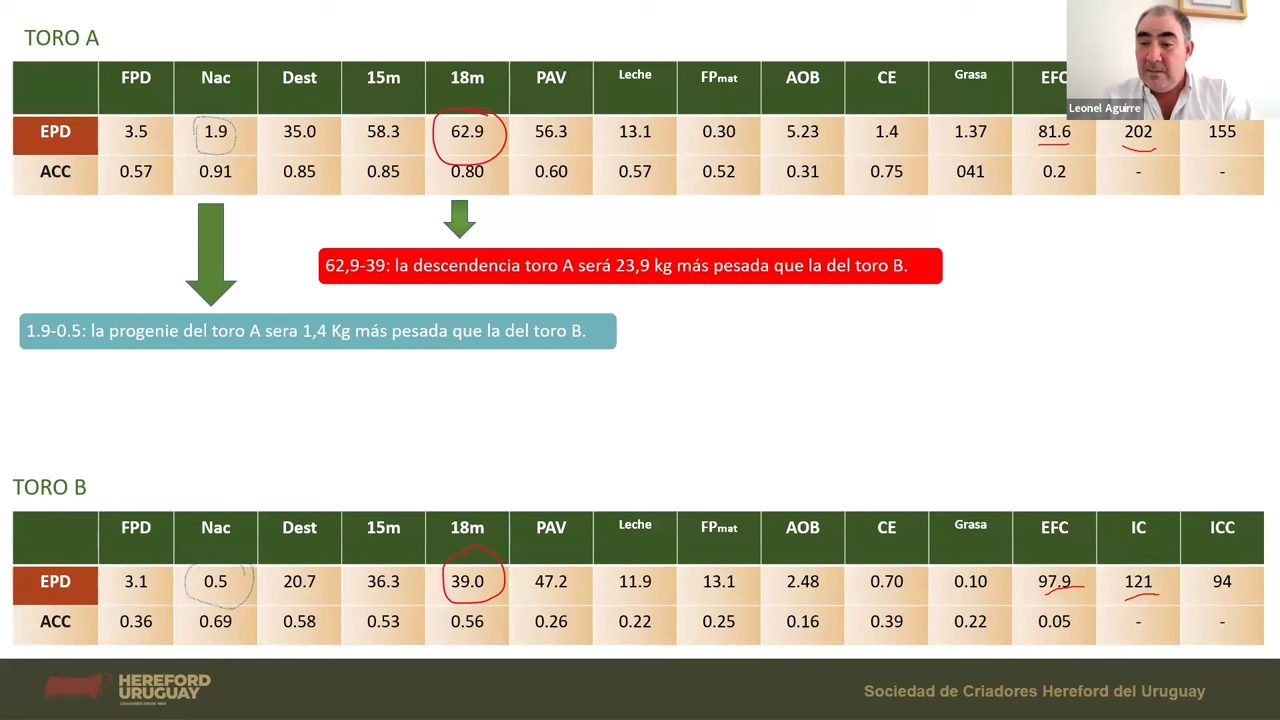 TORO A
Leonel Aguirre
FPD Nac Dest 15m 18m PAV Leche FPmat AOB CE Grasa EFC
EPD 3.5 1.9 35.0 58.3 62.9 56.3 13.1 0.30 5.23 1.4 1.37 81.6 202 155
ACC 0.57 0.91 0.85 0.85 0.80 0.60 0.57 0.52 0.31 0.75 041 0.2 - -
62,9-39: la descendencia toro A será 23,9 kg más pesada que la del toro B.
1.9-0.5: la progenie del toro A sera 1,4 Kg más pesada que la del toro B.
TORO B
FPD Nac Dest 15m 18m PAV Leche FPmat AOB CE Grasa EFC IC ICC
EPD 3.1 0.5 20.7 36.3 39.0 47.2 11.9 13.1 2.48 0.70 0.10 97.9 121 94
ACC 0.36 0.69 0.58 0.53 0.56 0.26 0.22 0.25 0.16 0.39 0.22 0.05 - -
HEREFORD
URUGUAY
Sociedad de Criadores Hereford del Uruguay